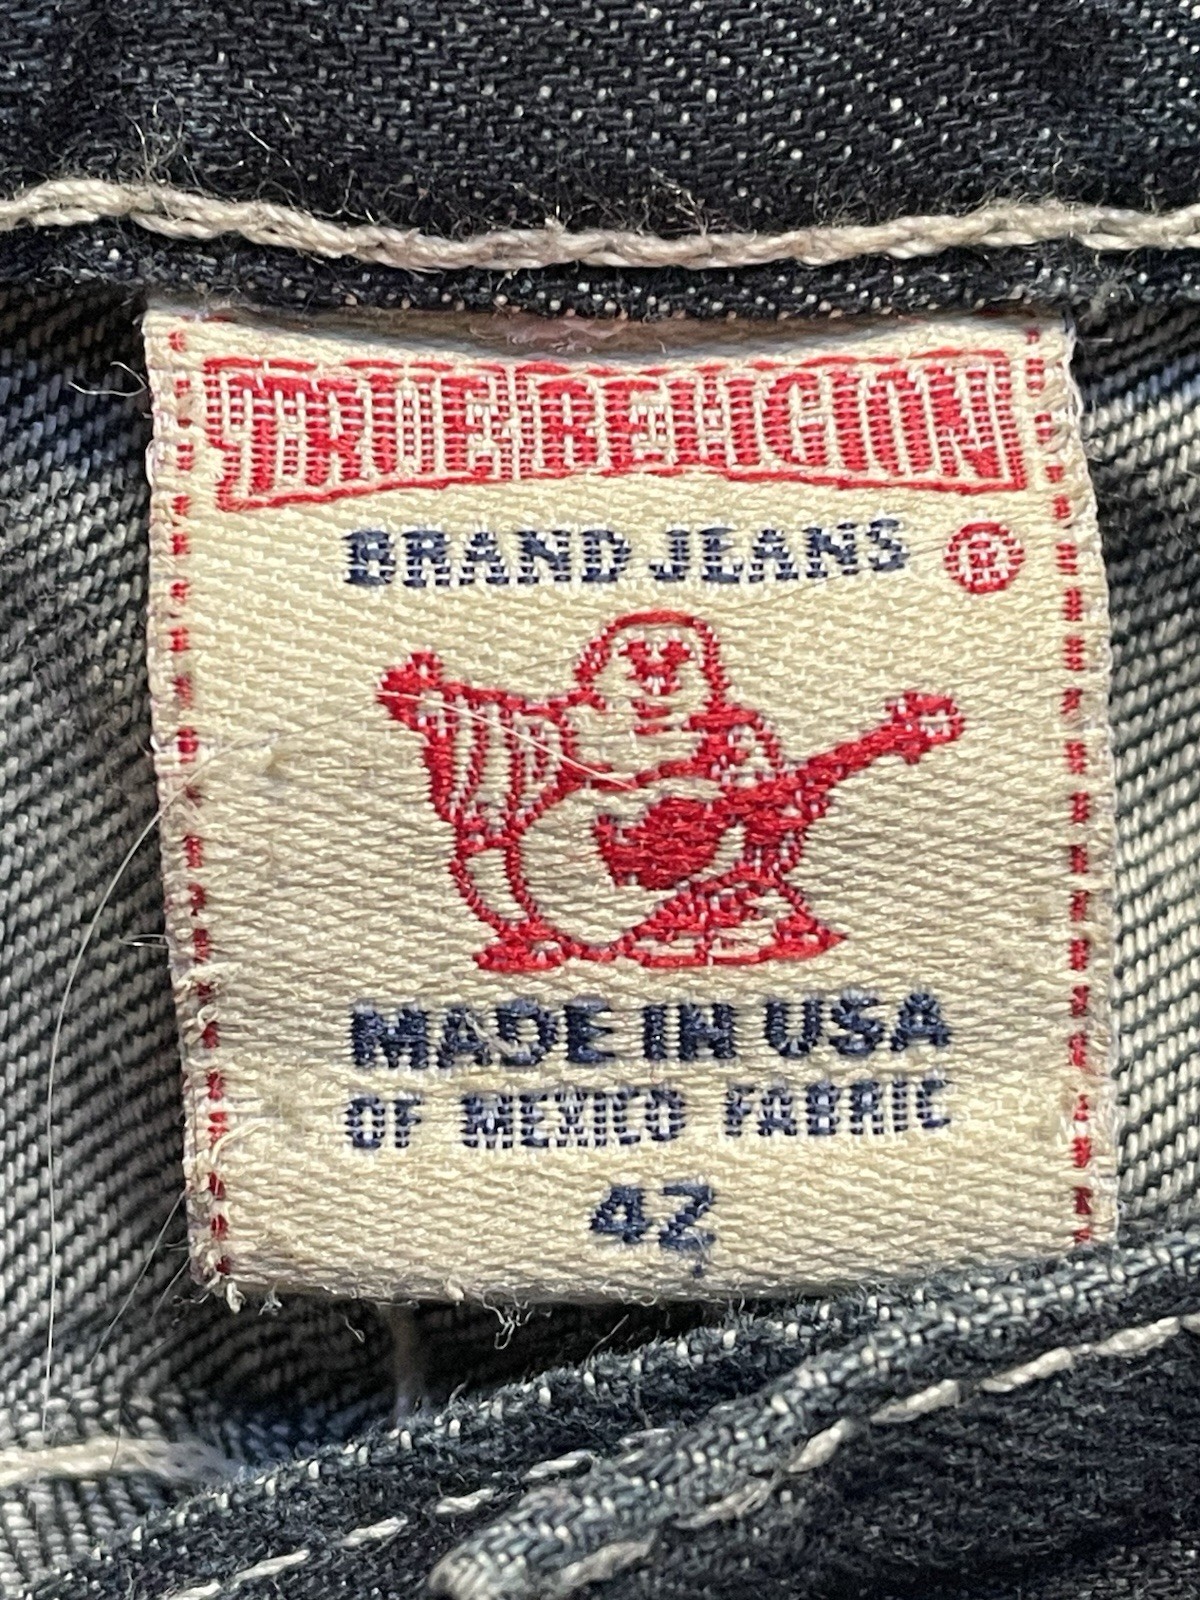 TRUE RELIGION
BRAND JEANS ®
MADE IN USA
OF MEXICO FABRIC
42